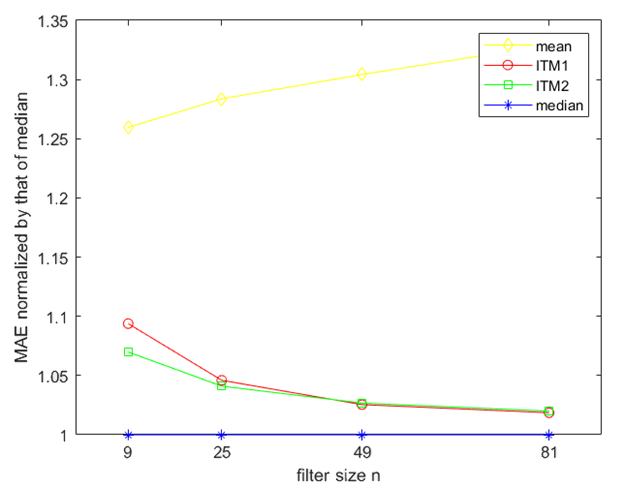 1.35
1.3
1.25
1.2
1.15
1.1
1.05
1
MAE normalized by that of median
9 25 49 81
filter size n
mean
ITM1
ITM2
median